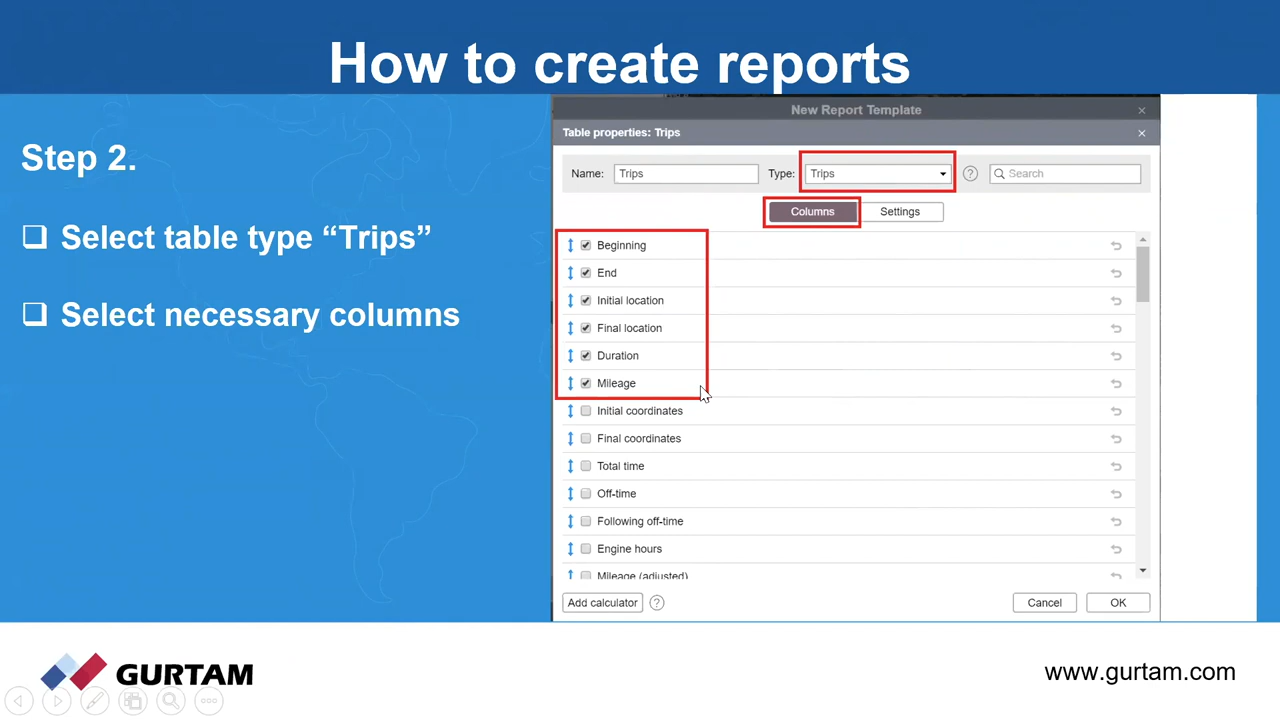 How to create reports
Step 2.
Select table type “Trips”
Select necessary columns
New Report Template
Table properties: Trips
Name: Trips Type: Trips ? Search
Columns Settings
Beginning
End
Initial location
Final location
Duration
Mileage
Initial coordinates
Final coordinates
Total time
Off-time
Following off-time
Engine hours
Mileage (adjusted)
Add calculator ? Cancel OK
GURTAM
www.gurtam.com